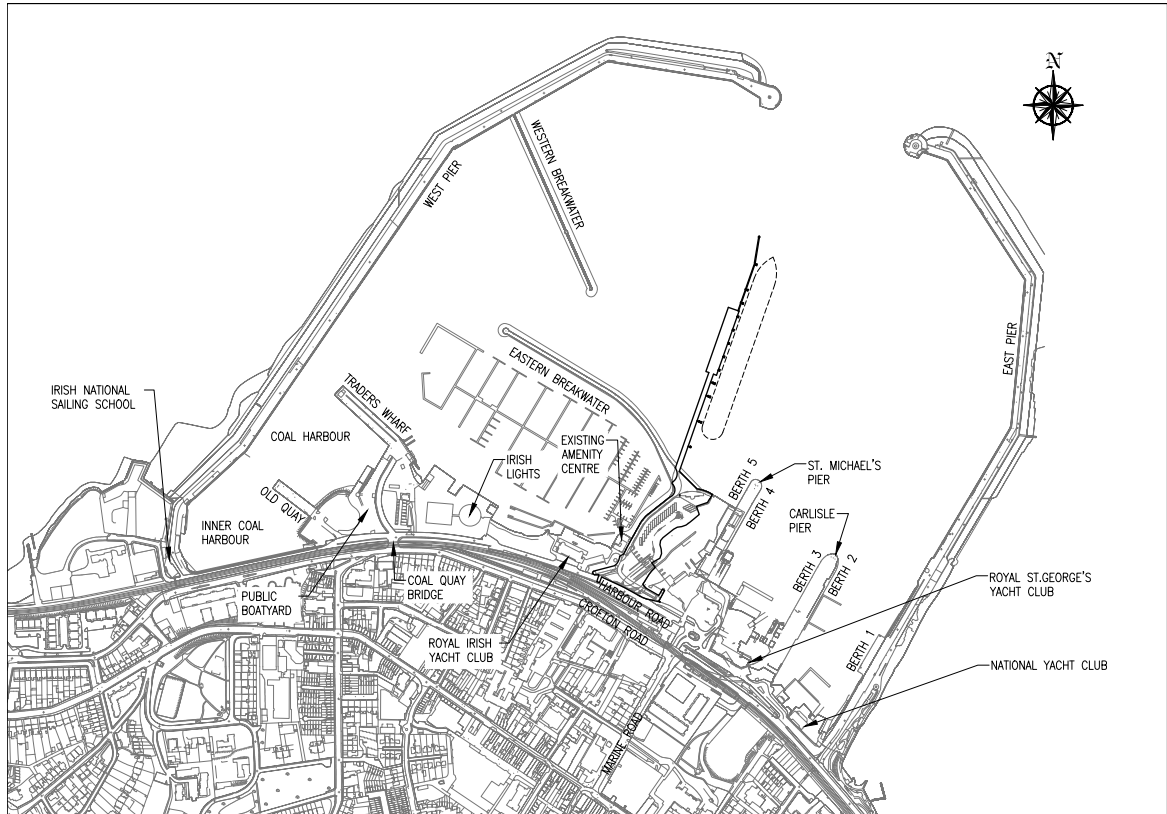 N
WESTERN BREAKWATER
WEST PIER
EAST PIER
EASTERN BREAKWATER
TRADERS WHARF
IRISH NATIONAL
SAILING SCHOOL
COAL HARBOUR
EXISTING
AMENITY
CENTRE
IRISH
LIGHTS
BERTH 5
BERTH 4
ST. MICHAEL'S
PIER
OLD QUAY
CARLISLE
PIER
INNER COAL
HARBOUR
BERTH 3
BERTH 2
ROYAL ST.GEORGE'S
YACHT CLUB
PUBLIC
BOATYARD
COAL QUAY
BRIDGE
HARBOUR ROAD
CROFTON ROAD
ROYAL IRISH
YACHT CLUB
BERTH 1
NATIONAL YACHT CLUB
MARINE ROAD